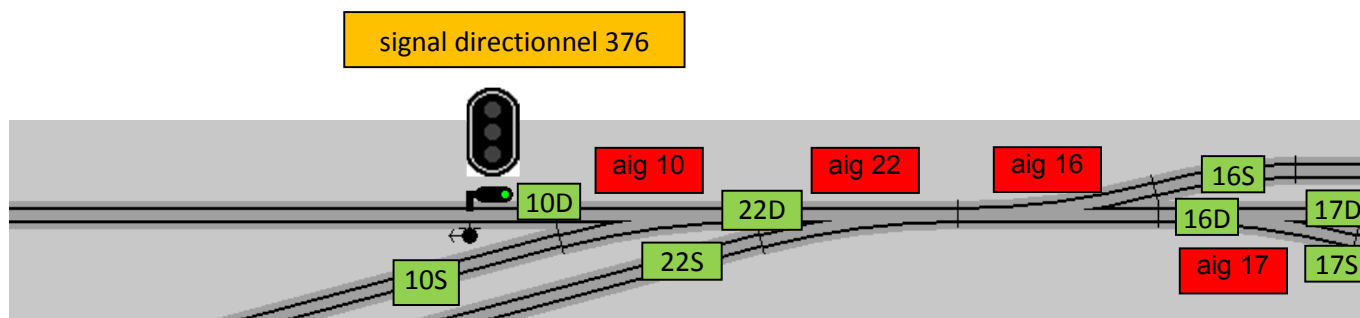 signal directionnel 376
aig 10
aig 22
aig 16
16S
10D
22D
16D
17D
22S
10S
aig 17
17S